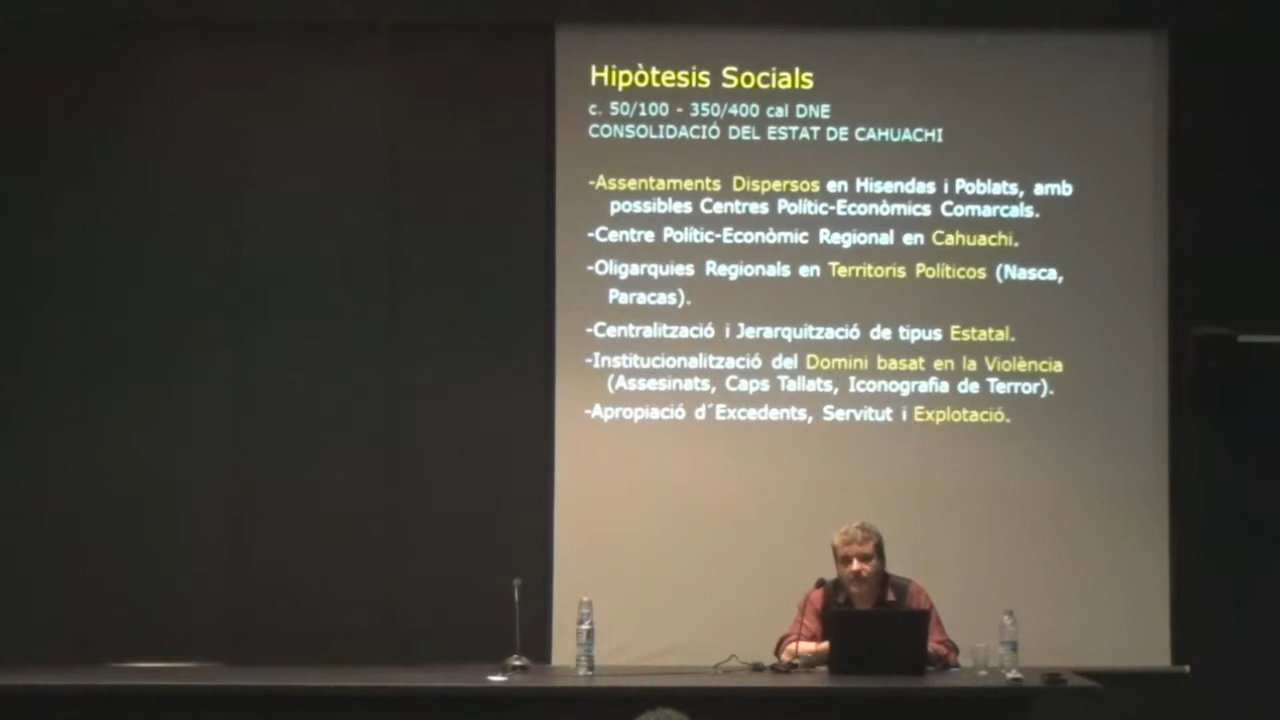 Hipòtesis Socials
c. 50/100 - 350/400 cal DNE
CONSOLIDACIÓ DEL ESTAT DE CAHUACHI
-Assentaments Dispersos en Hisendas i Poblats, amb
possibles Centres Polític-Econòmics Comarcals.
-Centre Polític-Econòmic Regional en Cahuachi.
-Oligarquies Regionals en Territoris Políticos (Nasca,
Paracas).
-Centralització i Jerarquització de tipus Estatal.
-Institucionalització del Domini basat en la Violència
(Assesinats, Caps Tallats, Iconografia de Terror).
-Apropiació d´Excedents, Servitut i Explotació.